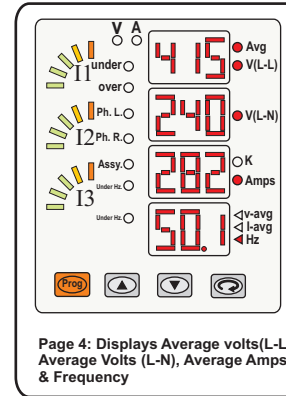 V A
415
Avg
V(L-L)
I1
under
over
240
V(L-N)
Ph. L.
I2
Ph. R.
282
K
Amps
Assy.
Under Hz.
I3
Under Hz.
50.1
v-avg
I-avg
Hz
Prog
Page 4: Displays Average volts(L-L
Average Volts (L-N), Average Amps
& Frequency